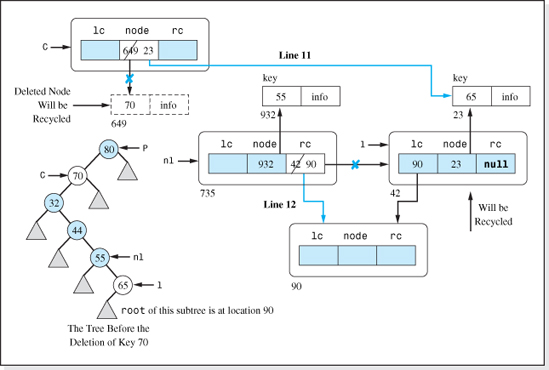 lc node rc
C
649 23
Line 11
Deleted Node
Will be
Recycled
70 info
649
key
55 info
932
key
65 info
23
lc node rc
nl
932 42 90
735
l
lc nod rc
90 23 null
42
Will be
Recycled
Line 12
lc node rc
90
80
P
C
70
32
44
55
nl
65
l
root of this subtree is at location 90
The Tree Before the
Deletion of Key 70